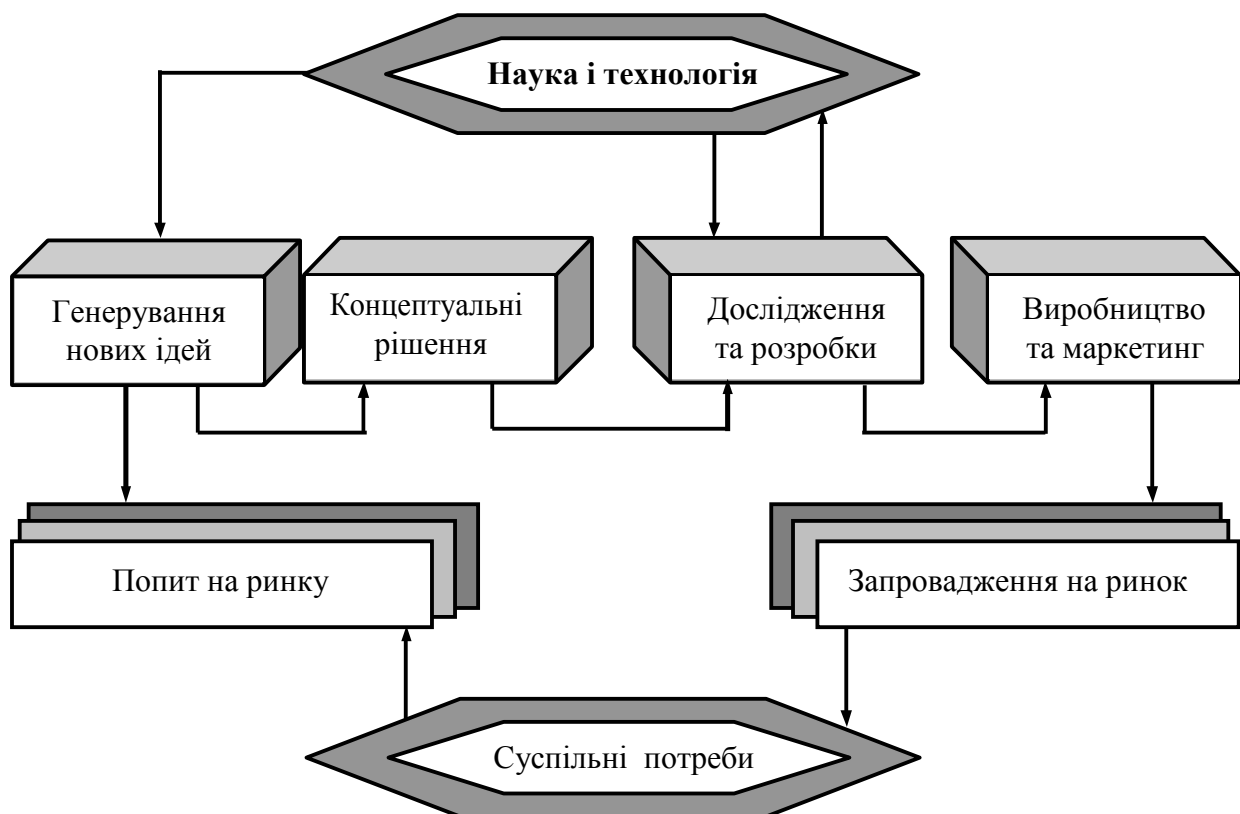 Наука і технологія
Генерування
нових ідей
Концептуальні
рішення
Дослідження
та розробки
Виробництво
та маркетинг
Попит на ринку
Запровадження на ринок
Суспільні потреби